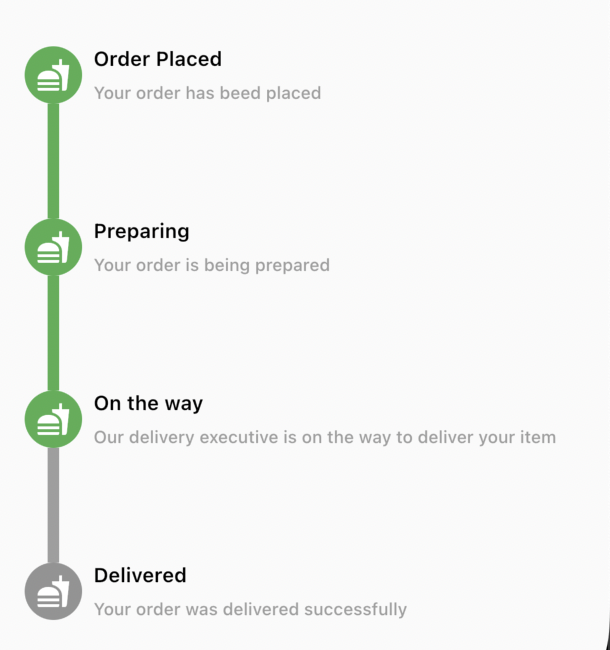 Order Placed
Your order has beed placed
Preparing
Your order is being prepared
On the way
Our delivery executive is on the way to deliver your item
Delivered
Your order was delivered successfully